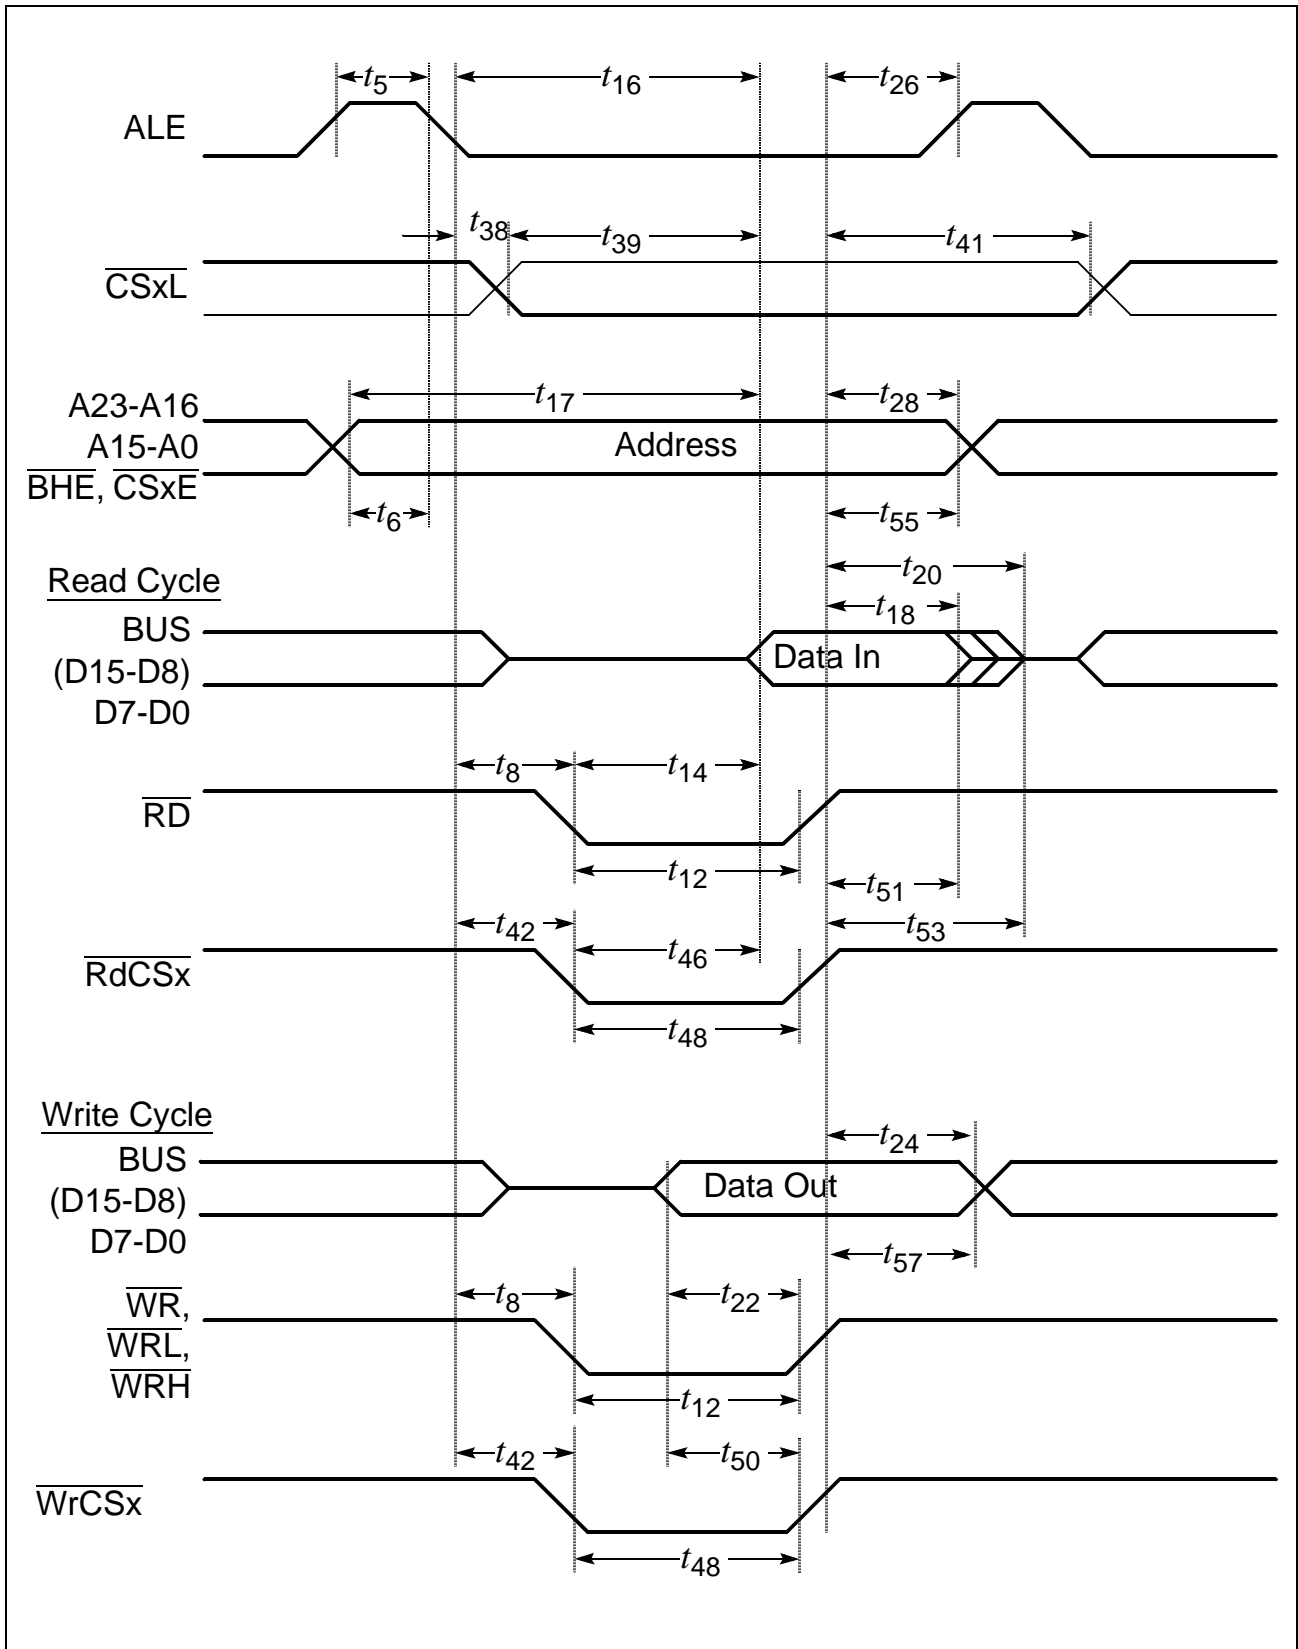 t5 t16 t26
ALE
t38 t39 t41
CSxL
t17 t28
A23-A16
A15-A0 Address
BHE, CSxE
t6 t55
t20
Read Cycle
t18
BUS
(D15-D8) Data In
D7-D0
t8 t14
RD
t12 t51
t42 t46 t53
RdCSx
t48
Write Cycle
t24
BUS
(D15-D8) Data Out
D7-D0
t57
t8 t22
WR,
WRL,
WRH
t12
t42 t50
WrCSx
t48